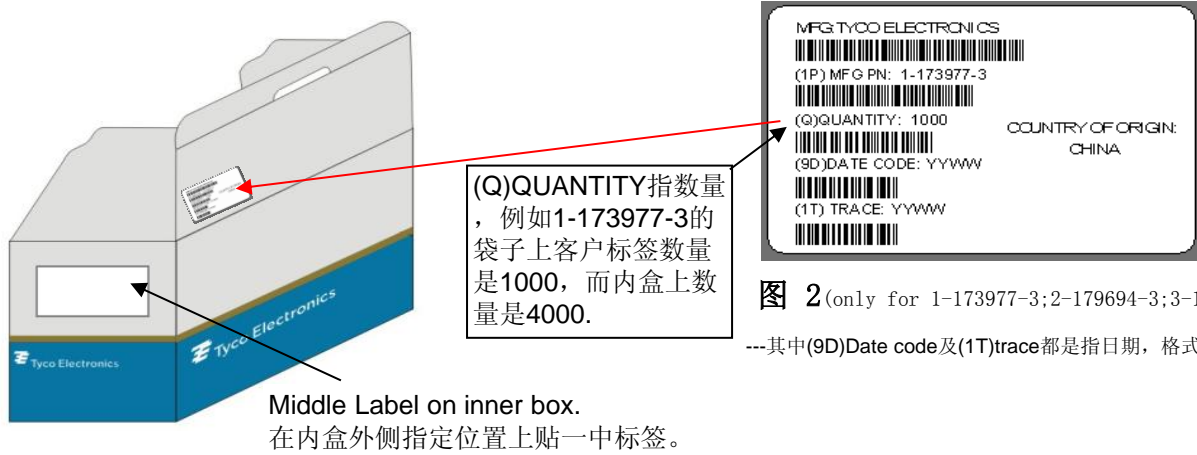 MFG:TYCO ELECTRONICS
(1P) MFG PN: 1-173977-3
(Q)QUANTITY: 1000
COUNTRY OF ORIGIN:
CHINA
(9D)DATE CODE: YYWW
(1T) TRACE: YYWW
(Q)QUANTITY指数量
，例如1-173977-3的
袋子上客户标签数量
是1000，而内盒上数
量是4000.
图 2(only for 1-173977-3;2-179694-3;3-1
---其中(9D)Date code及(1T)trace都是指日期，格式
Tyco Electronics
Tyco Electronics
Middle Label on inner box.
在内盒外侧指定位置上贴一中标签。